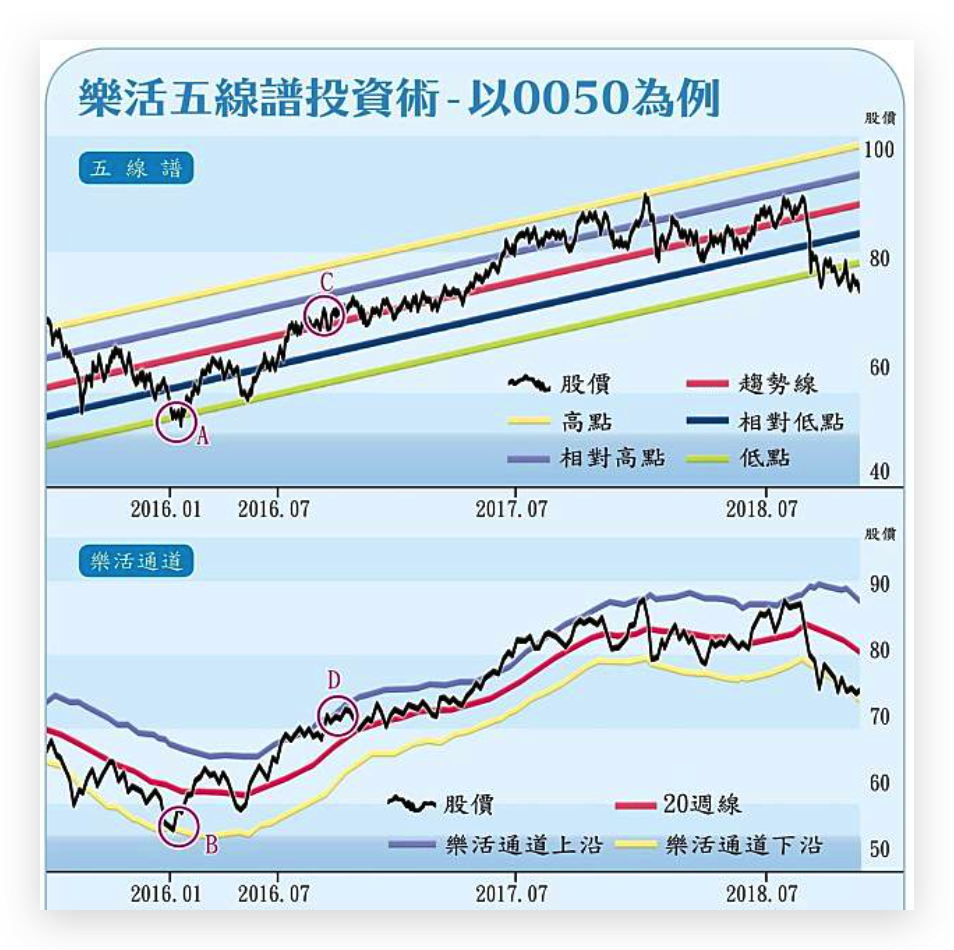 樂活五線譜投資術-以0050為例
股價
五線譜
100
80
60
40
C
A
股價
趨勢線
高點
相對低點
相對高點
低點
2016.01
2016.07
2017.07
2018.07
股價
樂活通道
90
80
70
60
50
D
B
股價
20週線
樂活通道上沿
樂活通道下沿
2016.01
2016.07
2017.07
2018.07